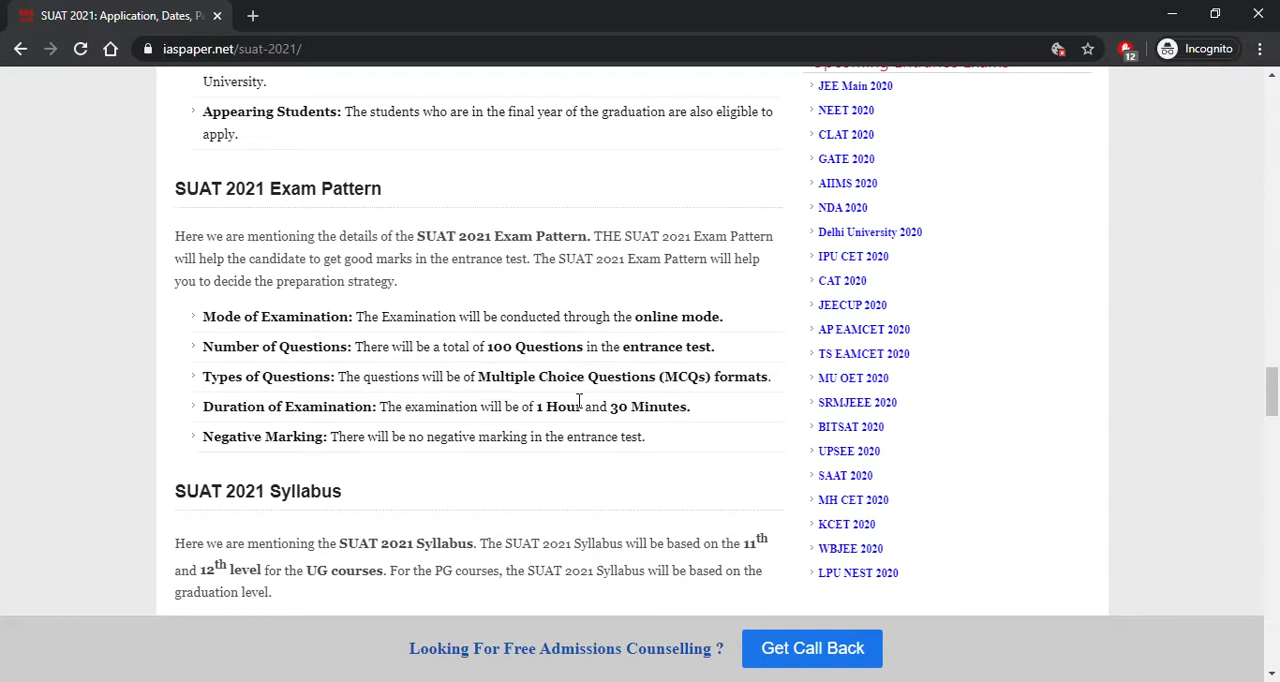 SUAT 2021: Application, Dates, P
iaspaper.net/suat-2021/
12
Incognito
University.
Appearing Students: The students who are in the final year of the graduation are also eligible to
apply.
SUAT 2021 Exam Pattern
Here we are mentioning the details of the SUAT 2021 Exam Pattern. THE SUAT 2021 Exam Pattern
will help the candidate to get good marks in the entrance test. The SUAT 2021 Exam Pattern will help
you to decide the preparation strategy.
Mode of Examination: The Examination will be conducted through the online mode.
Number of Questions: There will be a total of 100 Questions in the entrance test.
Types of Questions: The questions will be of Multiple Choice Questions (MCQs) formats.
Duration of Examination: The examination will be of 1 Hour and 30 Minutes.
Negative Marking: There will be no negative marking in the entrance test.
SUAT 2021 Syllabus
Here we are mentioning the SUAT 2021 Syllabus. The SUAT 2021 Syllabus will be based on the 11th
and 12th level for the UG courses. For the PG courses, the SUAT 2021 Syllabus will be based on the
graduation level.
Upcoming Entrance Exams
JEE Main 2020
NEET 2020
CLAT 2020
GATE 2020
AIIMS 2020
NDA 2020
Delhi University 2020
IPU CET 2020
CAT 2020
JEECUP 2020
AP EAMCET 2020
TS EAMCET 2020
MU OET 2020
SRMJEEE 2020
BITSAT 2020
UPSEE 2020
SAAT 2020
MH CET 2020
KCET 2020
WBJEE 2020
LPU NEST 2020
Looking For Free Admissions Counselling ?
Get Call Back